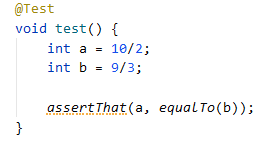 @Test
void test() {
    int a = 10/2;
    int b = 9/3;

    assertThat(a, equalTo(b));
}